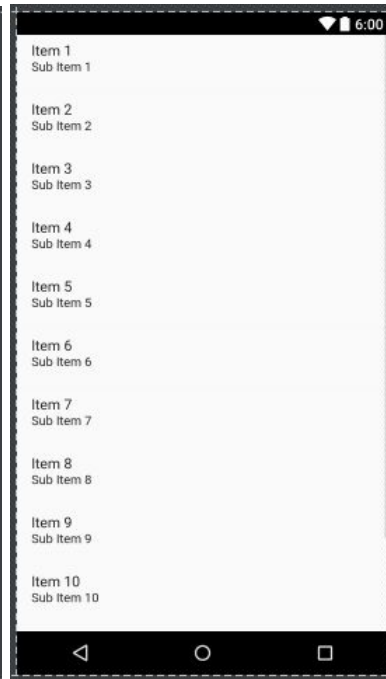 6:00
Item 1
Sub Item 1
Item 2
Sub Item 2
Item 3
Sub Item 3
Item 4
Sub Item 4
Item 5
Sub Item 5
Item 6
Sub Item 6
Item 7
Sub Item 7
Item 8
Sub Item 8
Item 9
Sub Item 9
Item 10
Sub Item 10